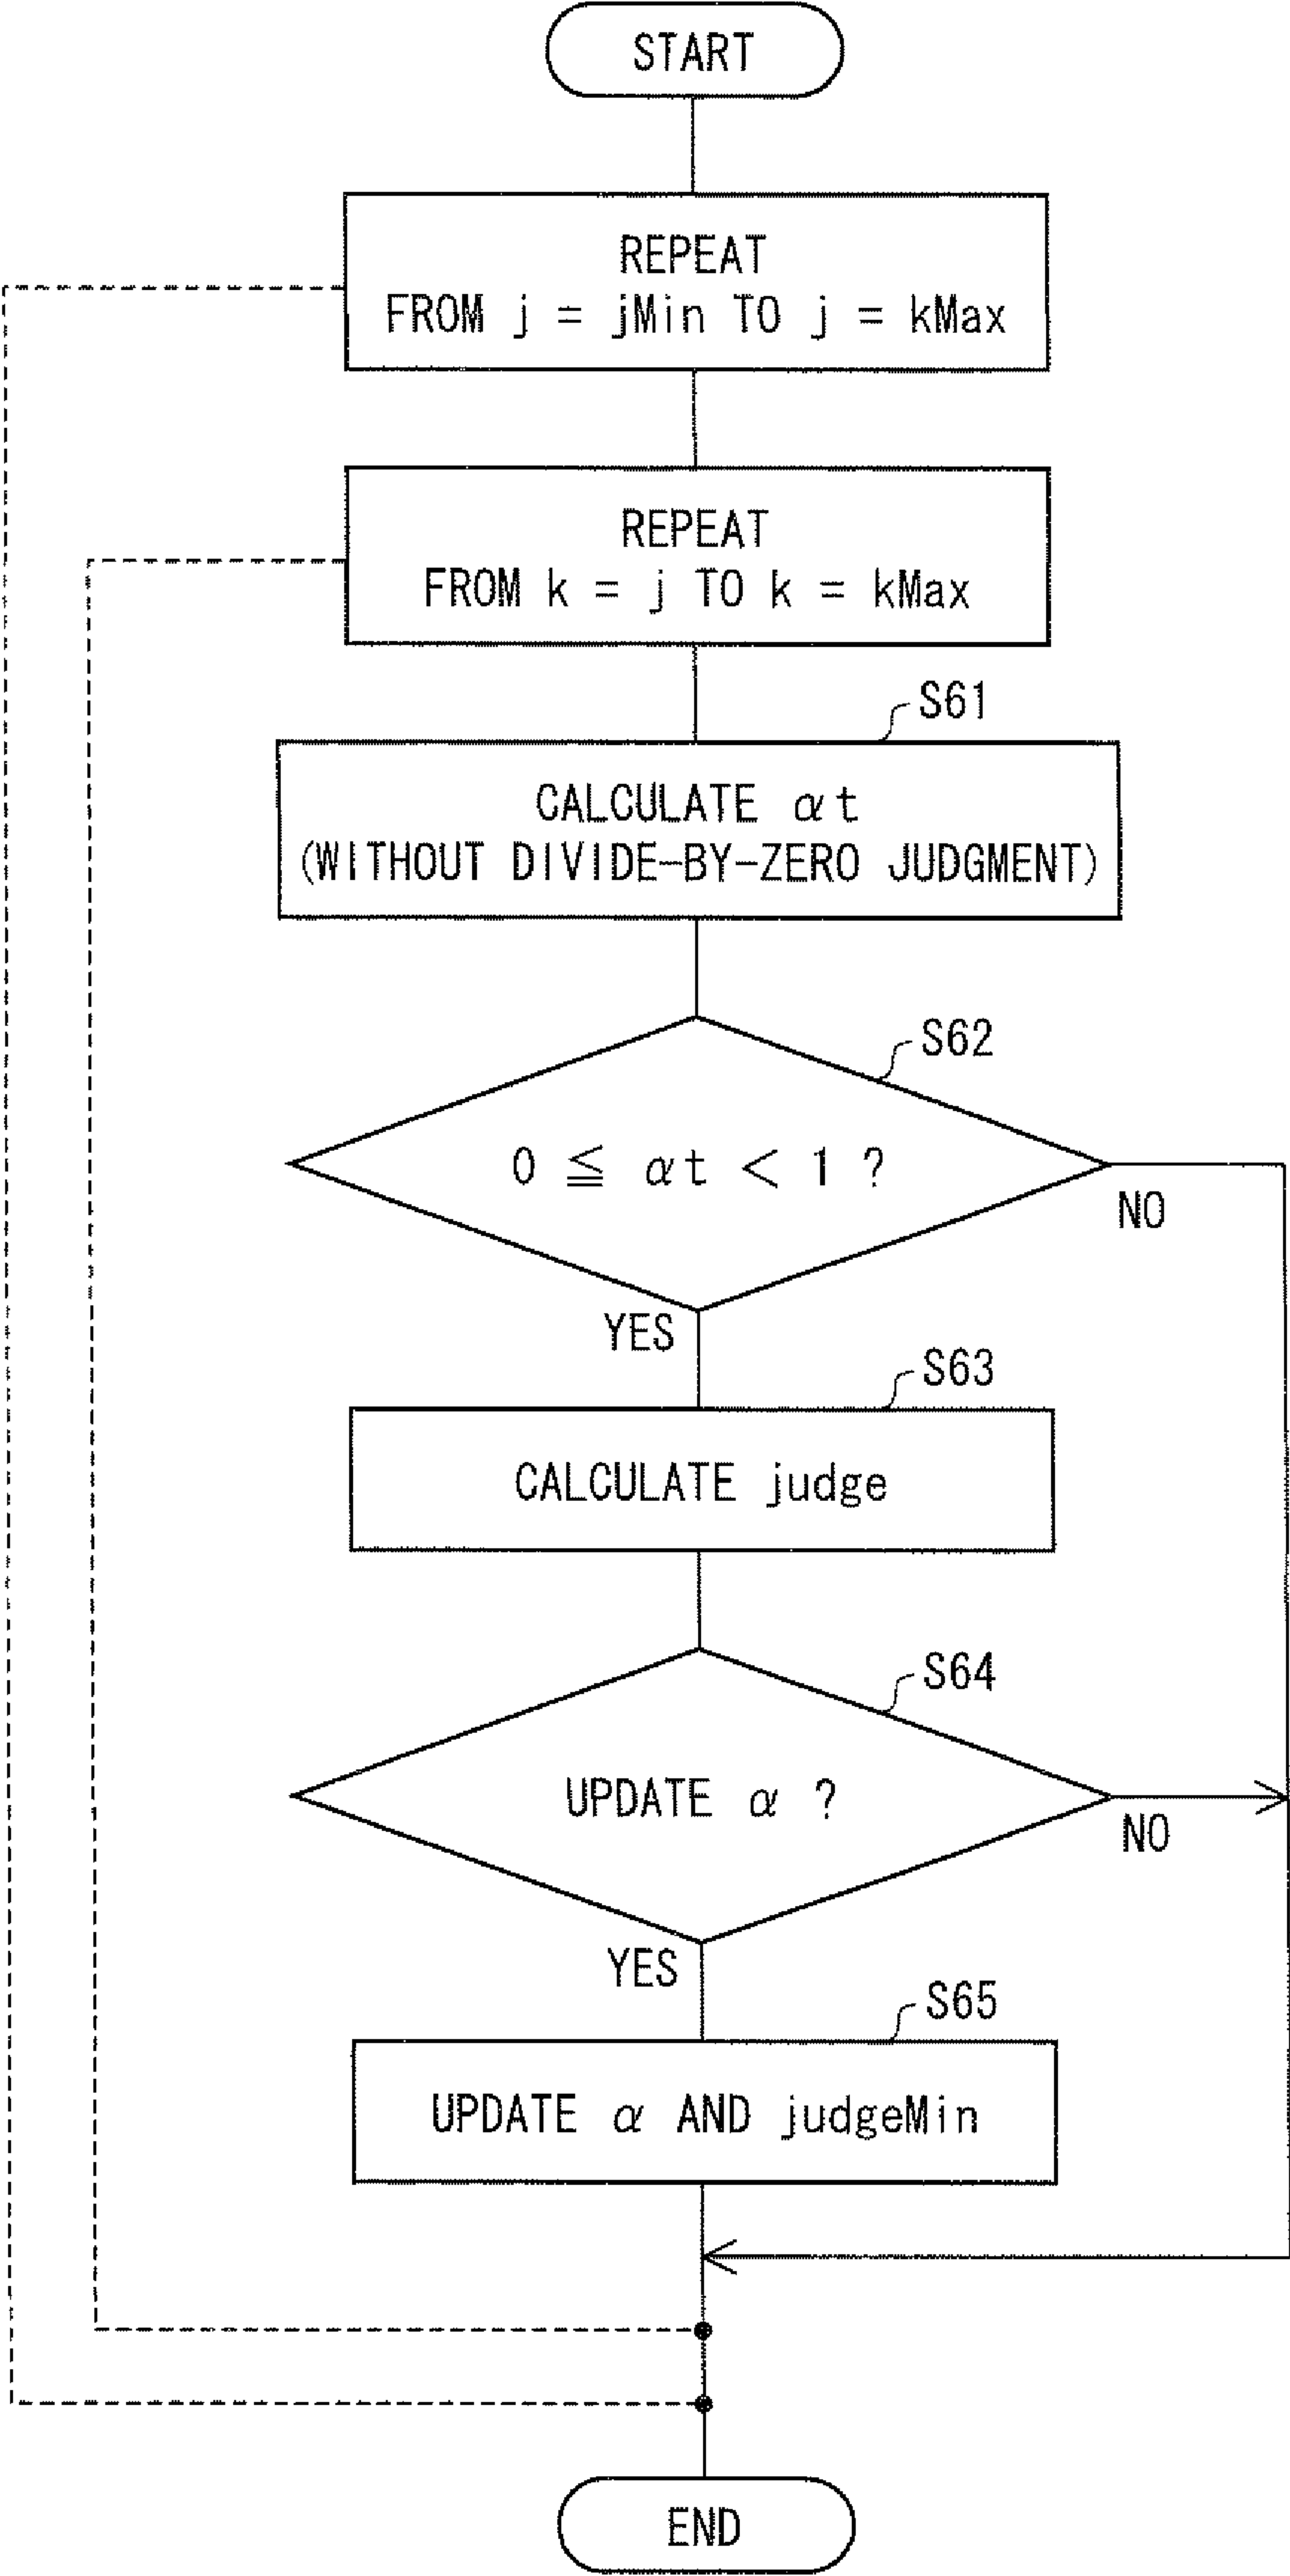 START
REPEAT
FROM j = jMin TO j = kMax
REPEAT
FROM k = j TO k = kMax
S61
CALCULATE αt
(WITHOUT DIVIDE-BY-ZERO JUDGMENT)
S62
0 ≦ αt < 1 ?
NO
YES
S63
CALCULATE judge
S64
UPDATE α ?
NO
YES
S65
UPDATE α AND judgeMin
END